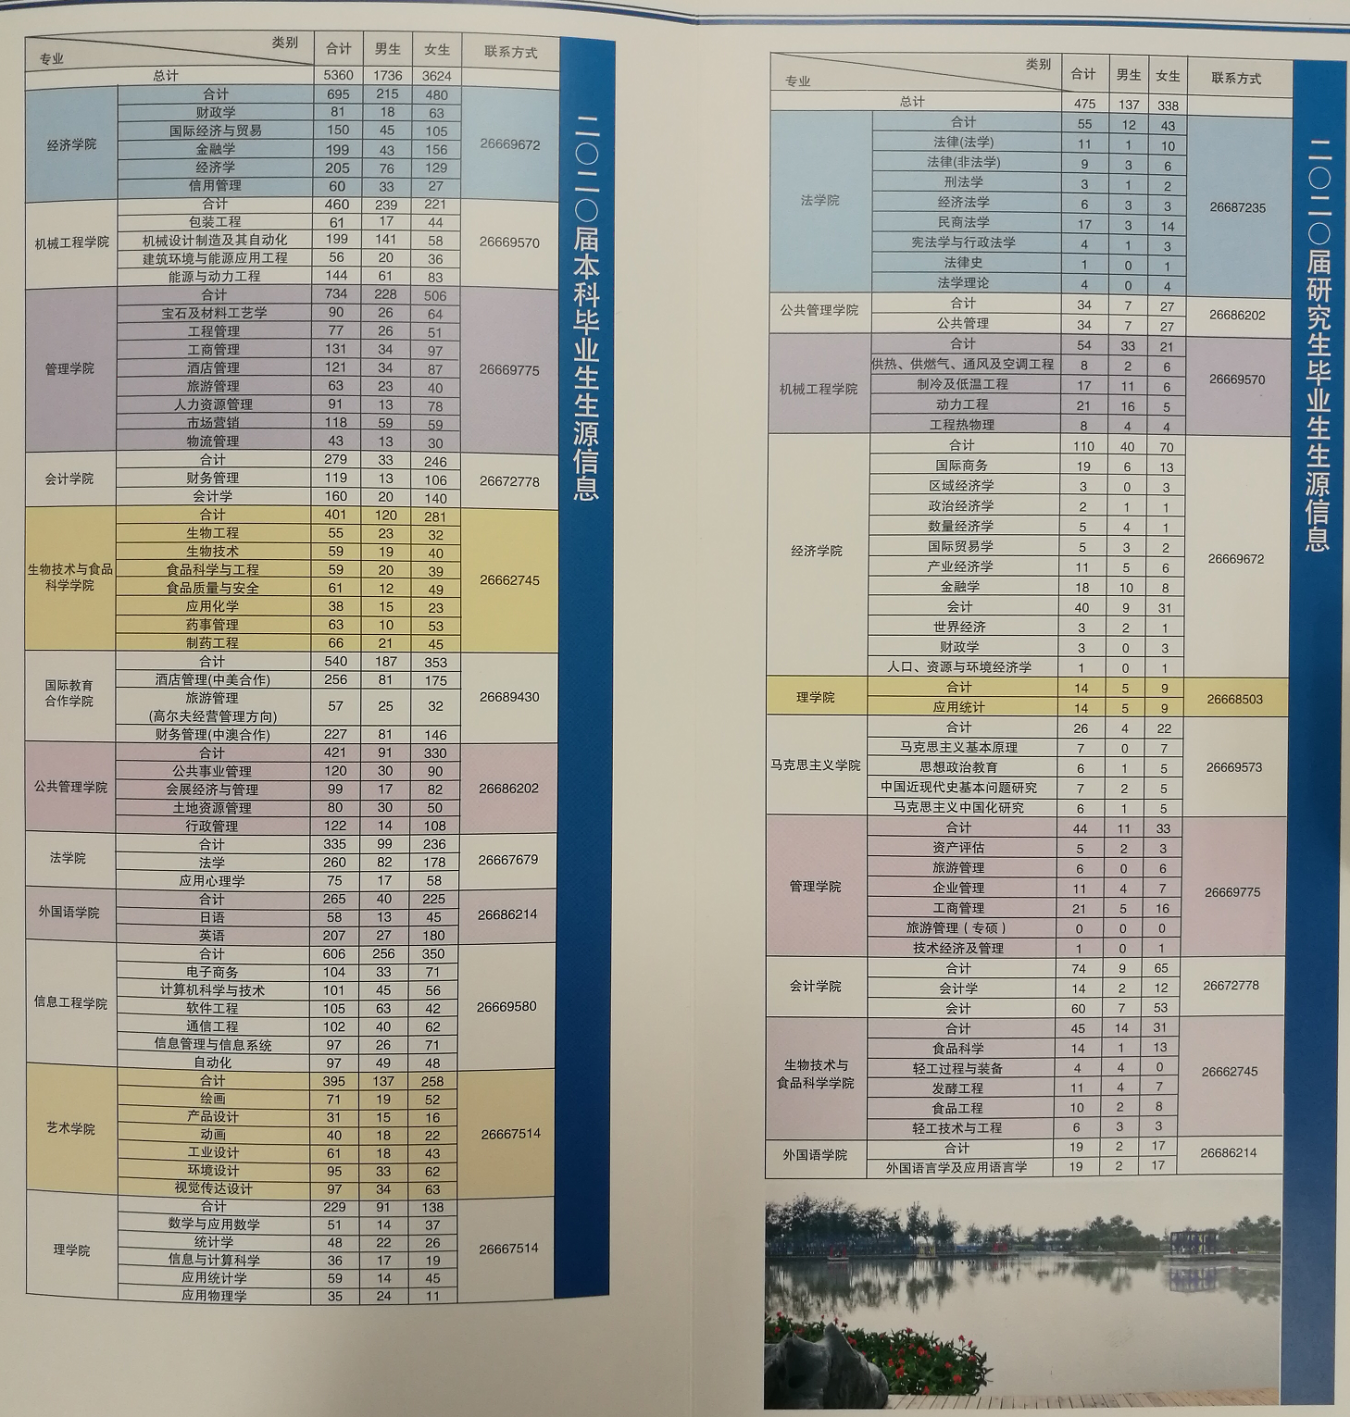 专业 类别 合计 男生 女生 联系方式
总计 5360 1736 3624
经济学院 26669672
合计 695 215 480
财政学 81 18 63
国际经济与贸易 150 45 105
金融学 199 43 156
经济学 205 76 129
信用管理 60 33 27
机械工程学院 26669570
合计 460 239 221
包装工程 61 17 44
机械设计制造及其自动化 199 141 58
建筑环境与能源应用工程 56 20 36
能源与动力工程 144 61 83
管理学院 26669775
合计 734 228 506
宝石及材料工艺学 90 26 64
工程管理 77 26 51
工商管理 131 34 97
酒店管理 121 34 87
旅游管理 63 23 40
人力资源管理 91 13 78
市场营销 118 59 59
物流管理 43 13 30
会计学院 26672778
合计 279 33 246
财务管理 119 13 106
会计学 160 20 140
生物技术与食品
科学学院 26662745
合计 401 120 281
生物工程 55 23 32
生物技术 59 19 40
食品科学与工程 59 20 39
食品质量与安全 61 12 49
应用化学 38 15 23
药事管理 63 10 53
制药工程 66 21 45
国际教育
合作学院 26689430
合计 540 187 353
酒店管理(中美合作) 256 81 175
旅游管理
(高尔夫经营管理方向) 57 25 32
财务管理(中澳合作) 227 81 146
公共管理学院 26686202
合计 421 91 330
公共事业管理 120 30 90
会展经济与管理 99 17 82
土地资源管理 80 30 50
行政管理 122 14 108
法学院 26667679
合计 335 99 236
法学 260 82 178
应用心理学 75 17 58
外国语学院 26686214
合计 265 40 225
日语 58 13 45
英语 207 27 180
信息工程学院 26669580
合计 606 256 350
电子商务 104 33 71
计算机科学与技术 101 45 56
软件工程 105 63 42
通信工程 102 40 62
信息管理与信息系统 97 26 71
自动化 97 49 48
艺术学院 26667514
合计 395 137 258
绘画 71 19 52
产品设计 31 15 16
动画 40 18 22
工业设计 61 18 43
环境设计 95 33 62
视觉传达设计 97 34 63
理学院 26667514
合计 229 91 138
数学与应用数学 51 14 37
统计学 48 22 26
信息与计算科学 36 17 19
应用统计学 59 14 45
应用物理学 35 24 11
二〇二〇届本科毕业生生源信息
专业 类别 合计 男生 女生 联系方式
总计 475 137 338
法学院 26687235
合计 55 12 43
法律(法学) 11 1 10
法律(非法学) 9 3 6
刑法学 3 1 2
经济法学 6 3 3
民商法学 17 3 14
宪法学与行政法学 4 1 3
法律史 1 0 1
法学理论 4 0 4
公共管理学院 26686202
合计 34 7 27
公共管理 34 7 27
机械工程学院 26669570
合计 54 33 21
供热、供燃气、通风及空调工程 8 2 6
制冷及低温工程 17 11 6
动力工程 21 16 5
工程热物理 8 4 4
经济学院 26669672
合计 110 40 70
国际商务 19 6 13
区域经济学 3 0 3
政治经济学 2 1 1
数量经济学 5 4 1
国际贸易学 5 3 2
产业经济学 11 5 6
金融学 18 10 8
会计 40 9 31
世界经济 3 2 1
财政学 3 0 3
人口、资源与环境经济学 1 0 1
理学院 26668503
合计 14 5 9
应用统计 14 5 9
马克思主义学院 26669573
合计 26 4 22
马克思主义基本原理 7 0 7
思想政治教育 6 1 5
中国近现代史基本问题研究 7 2 5
马克思主义中国化研究 6 1 5
管理学院 26669775
合计 44 11 33
资产评估 5 2 3
旅游管理 6 0 6
企业管理 11 4 7
工商管理 21 5 16
旅游管理(专硕) 0 0 0
技术经济及管理 1 0 1
会计学院 26672778
合计 74 9 65
会计学 14 2 12
会计 60 7 53
生物技术与
食品科学学院 26662745
合计 45 14 31
食品科学 14 1 13
轻工过程与装备 4 4 0
发酵工程 11 4 7
食品工程 10 2 8
轻工技术与工程 6 3 3
外国语学院 26686214
合计 19 2 17
外国语言学及应用语言学 19 2 17
二〇二〇届研究生毕业生生源信息